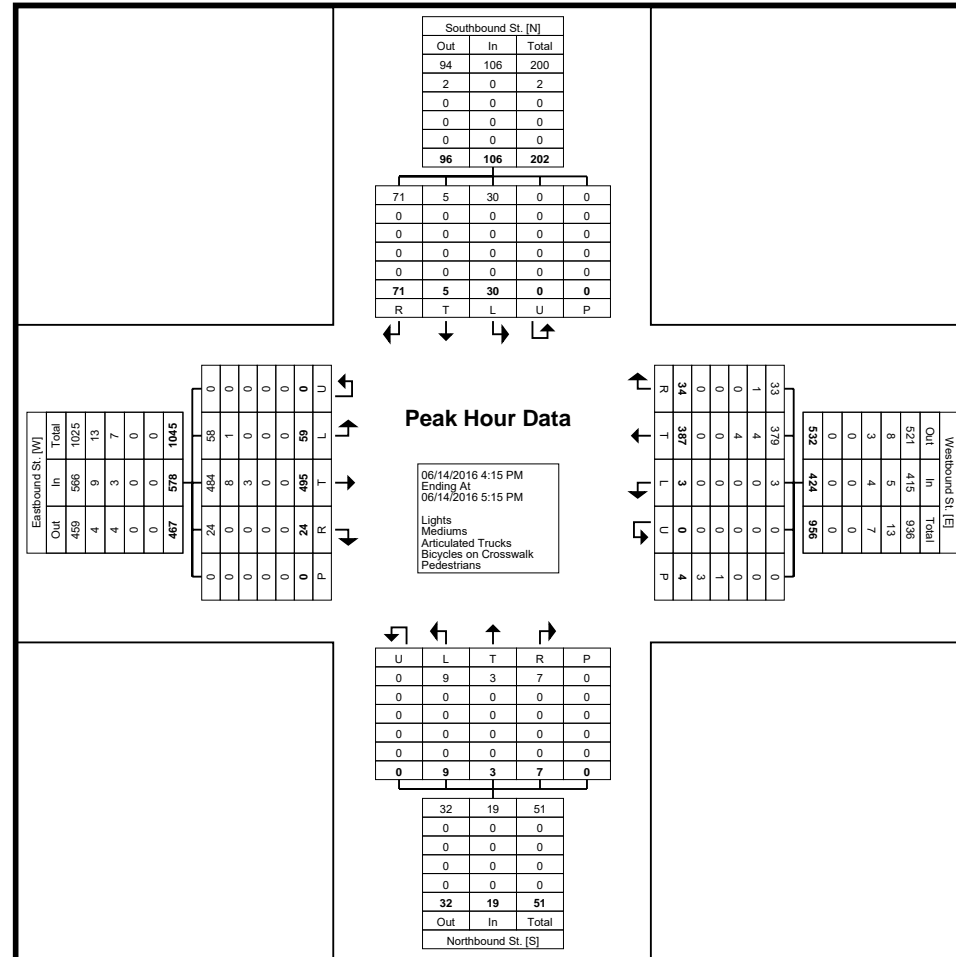 Southbound St. [N]
Out In Total
94 106 200
2 0 2
0 0 0
0 0 0
0 0 0
96 106 202
71 5 30 0 0
0 0 0 0 0
0 0 0 0 0
0 0 0 0 0
0 0 0 0 0
71 5 30 0 0
R T L U P
Eastbound St. [W]
Total In Out
1025 566 459
13 9 4
7 3 4
0 0 0
0 0 0
1045 578 467
0 58 484 24 0
0 1 8 0 0
0 0 3 0 0
0 0 0 0 0
0 0 0 0 0
0 59 495 24 0
U L T R P
Peak Hour Data
06/14/2016 4:15 PM
Ending At
06/14/2016 5:15 PM
Lights
Mediums
Articulated Trucks
Bicycles on Crosswalk
Pedestrians
Westbound St. [E]
Out In Total
521 415 936
8 5 13
3 4 7
0 0 0
0 0 0
532 424 956
33 379 3 0 0
1 4 0 0 0
0 4 0 0 0
0 0 0 0 1
0 0 0 0 3
34 387 3 0 4
R T L U P
U L T R P
0 9 3 7 0
0 0 0 0 0
0 0 0 0 0
0 0 0 0 0
0 0 0 0 0
0 9 3 7 0
32 19 51
0 0 0
0 0 0
0 0 0
0 0 0
32 19 51
Out In Total
Northbound St. [S]